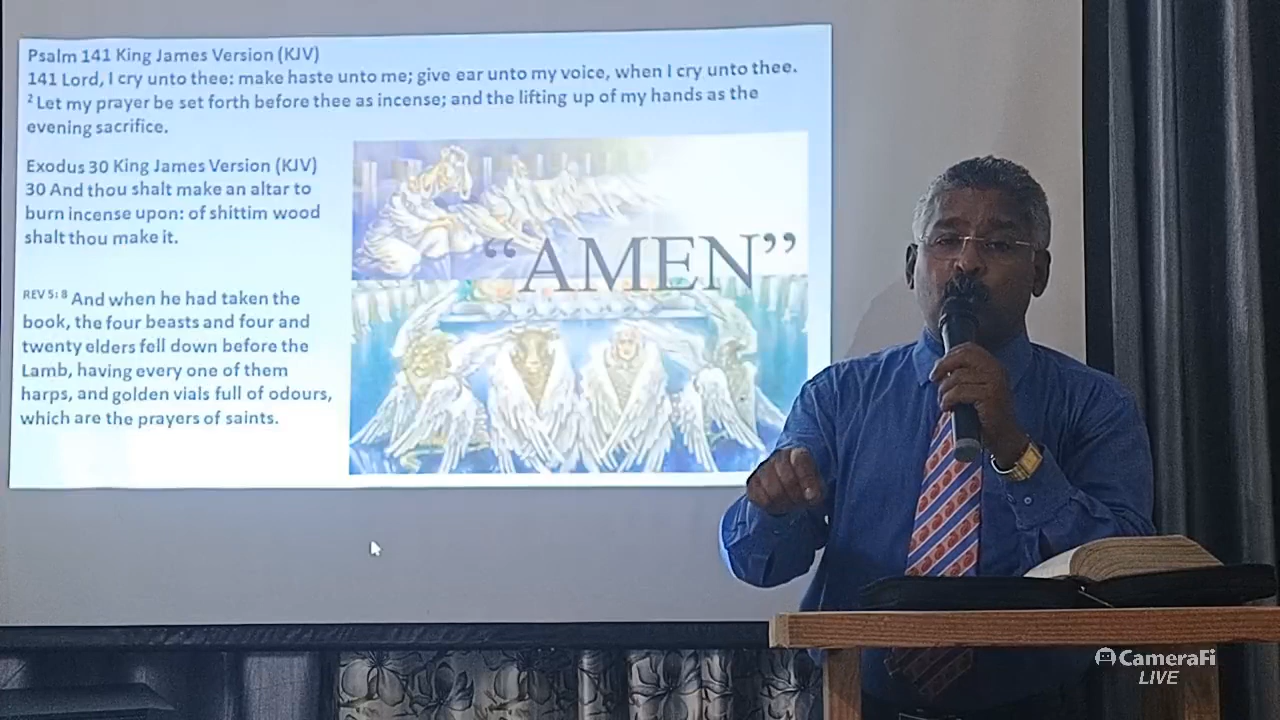 Psalm 141 King James Version (KJV)
141 Lord, I cry unto thee: make haste unto me; give ear unto my voice, when I cry unto thee.
² Let my prayer be set forth before thee as incense; and the lifting up of my hands as the
evening sacrifice.
Exodus 30 King James Version (KJV)
30 And thou shalt make an altar to
burn incense upon: of shittim wood
shalt thou make it.
REV 5: 8 And when he had taken the
book, the four beasts and four and
twenty elders fell down before the
Lamb, having every one of them
harps, and golden vials full of odours,
which are the prayers of saints.
“AMEN”
CameraFi
LIVE